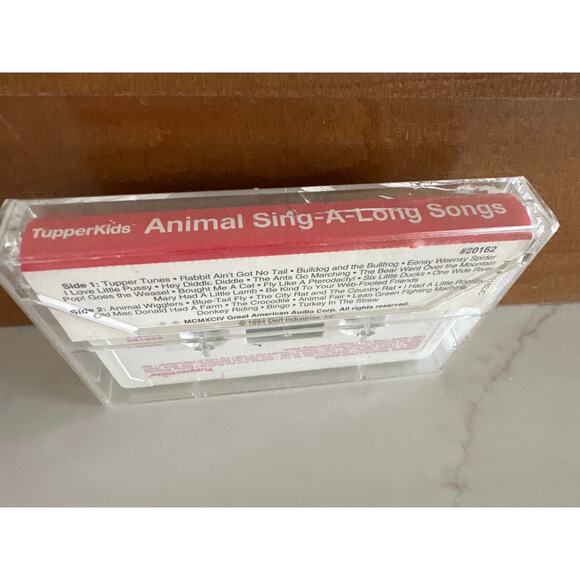 TupperKids™ Animal Sing-A-Long Songs
#20162
Side 1: Tupper Tunes • Rabbit Ain't Got No Tail • Bulldog and the Bullfrog • Eensy Weensy Spider
I Love Little Pussy • Hey Diddle Diddle • The Ants Go Marching • The Bear Went Over the Mountain
Pop! Goes the Weasel • Bought Me A Cat • Fly Like A Pterodactyl • Six Little Ducks • One Wide River
Mary Had A Little Lamb • Be Kind To Your Web-Footed Friends
Side 2: Animal Wigglers • Blue-Tail Fly • The City Rat and The Country Rat • I Had A Little Rooster
Old Mac Donald Had A Farm • The Crocodile • Animal Fair • Lean Green Fighting Machine
Donkey Riding • Bingo • Turkey In The Straw
℗ MCMXCIV Great American Audio Corp. All rights reserved.
© 1994 Dart Industries
TupperKids